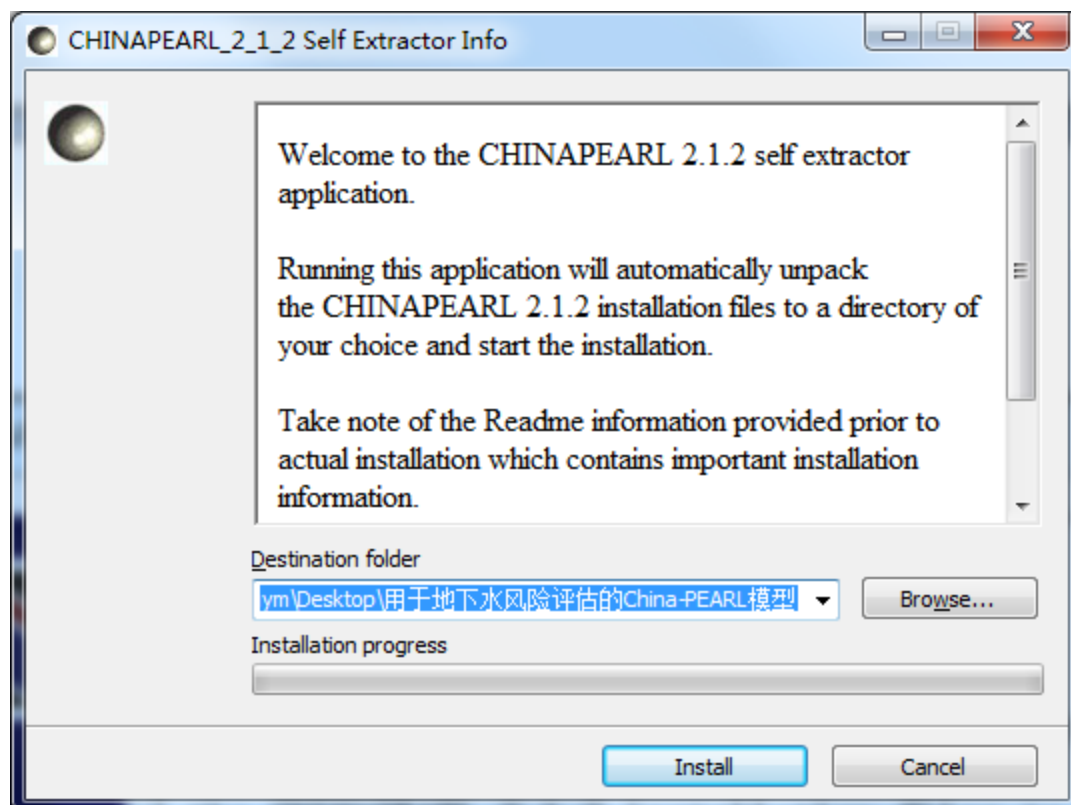 CHINAPEARL_2_1_2 Self Extractor Info
Welcome to the CHINAPEARL 2.1.2 self extractor
application.
Running this application will automatically unpack
the CHINAPEARL 2.1.2 installation files to a directory of
your choice and start the installation.
Take note of the Readme information provided prior to
actual installation which contains important installation
information.
Destination folder
ym\Desktop\用于地下水风险评估的China-PEARL模型
Browse...
Installation progress
Install
Cancel